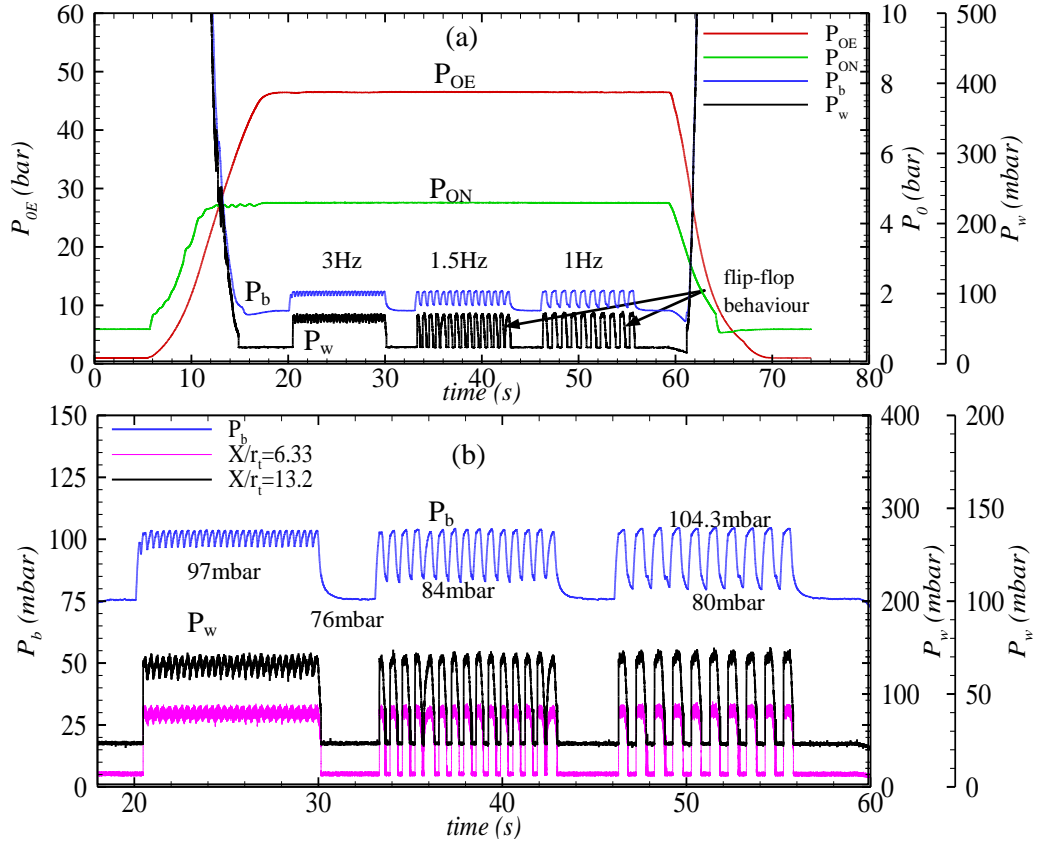 (a)
P_OE
P_ON
P_b
P_w
P_OE
P_ON
3Hz 1.5Hz 1Hz
flip-flop
behaviour
P_b
P_w
60
50
40
30
20
10
0
P_OE (bar)
10
8
6
4
2
0
P_0 (bar)
500
400
300
200
100
0
P_w (mbar)
0 10 20 30 40 50 60 70 80
time (s)
(b)
P_b
X/r_t=6.33
X/r_t=13.2
P_b
104.3mbar
97mbar
84mbar
80mbar
76mbar
P_w
150
125
100
75
50
25
0
P_b (mbar)
400
300
200
100
0
P_w (mbar)
200
150
100
50
0
P_w (mbar)
20 30 40 50 60
time (s)